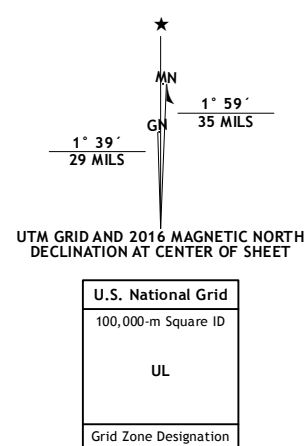 ★
MN
1° 59´
35 MILS
GN
1° 39´
29 MILS
UTM GRID AND 2016 MAGNETIC NORTH
DECLINATION AT CENTER OF SHEET
U.S. National Grid
100,000-m Square ID
UL
Grid Zone Designation